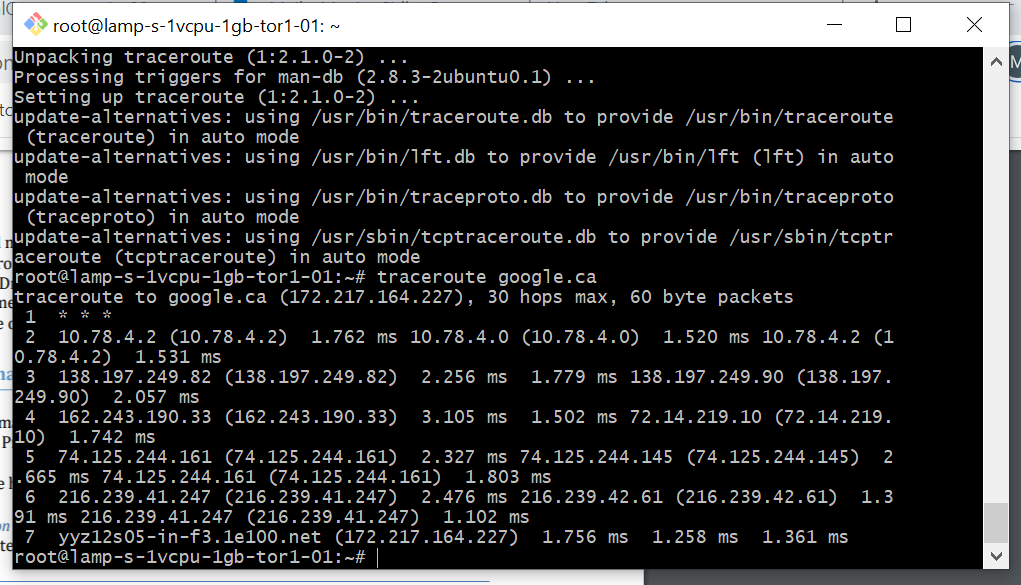 root@lamp-s-1vcpu-1gb-tor1-01: ~
Unpacking traceroute (1:2.1.0-2) ...
Processing triggers for man-db (2.8.3-2ubuntu0.1) ...
Setting up traceroute (1:2.1.0-2) ...
update-alternatives: using /usr/bin/traceroute.db to provide /usr/bin/traceroute
 (traceroute) in auto mode
update-alternatives: using /usr/bin/lft.db to provide /usr/bin/lft (lft) in auto
 mode
update-alternatives: using /usr/bin/traceproto.db to provide /usr/bin/traceproto
 (traceproto) in auto mode
update-alternatives: using /usr/sbin/tcptraceroute.db to provide /usr/sbin/tcptr
aceroute (tcptraceroute) in auto mode
root@lamp-s-1vcpu-1gb-tor1-01:~# traceroute google.ca
traceroute to google.ca (172.217.164.227), 30 hops max, 60 byte packets
 1  * * *
 2  10.78.4.2 (10.78.4.2)  1.762 ms 10.78.4.0 (10.78.4.0)  1.520 ms 10.78.4.2 (1
0.78.4.2)  1.531 ms
 3  138.197.249.82 (138.197.249.82)  2.256 ms  1.779 ms 138.197.249.90 (138.197.
249.90)  2.057 ms
 4  162.243.190.33 (162.243.190.33)  3.105 ms  1.502 ms 72.14.219.10 (72.14.219.
10)  1.742 ms
 5  74.125.244.161 (74.125.244.161)  2.327 ms 74.125.244.145 (74.125.244.145)  2
.665 ms 74.125.244.161 (74.125.244.161)  1.803 ms
 6  216.239.41.247 (216.239.41.247)  2.476 ms 216.239.42.61 (216.239.42.61)  1.3
91 ms 216.239.41.247 (216.239.41.247)  1.102 ms
 7  yyz12s05-in-f3.1e100.net (172.217.164.227)  1.756 ms  1.258 ms  1.361 ms
root@lamp-s-1vcpu-1gb-tor1-01:~#